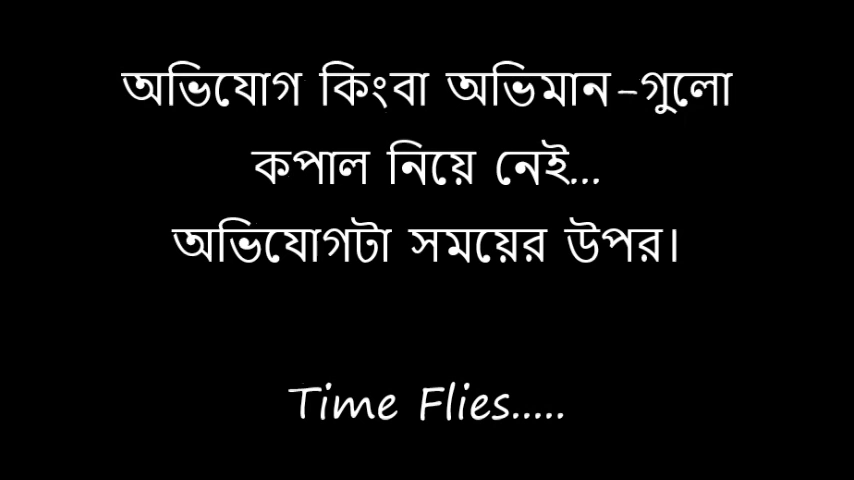 অভিযোগ কিংবা অভিমান-গুলো
কপাল নিয়ে নেই...
অভিযোগটা সময়ের উপর।
Time Flies.....